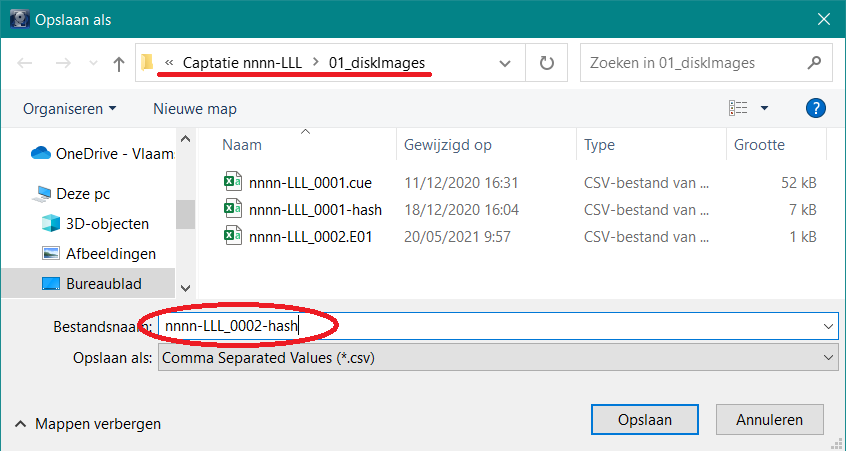 Opslaan als
« Captatie nnnn-LLL > 01_diskImages
Zoeken in 01_diskImages
Organiseren
Nieuwe map
?
Naam
Gewijzigd op
Type
Grootte
OneDrive - Vlaam
Deze pc
3D-objecten
Afbeeldingen
Bureaublad
nnnn-LLL_0001.cue 11/12/2020 16:31 CSV-bestand van ... 52 kB
nnnn-LLL_0001-hash 18/12/2020 16:04 CSV-bestand van ... 7 kB
nnnn-LLL_0002.E01 20/05/2021 9:57 CSV-bestand van ... 1 kB
Bestandsnaam: nnnn-LLL_0002-hash
Opslaan als: Comma Separated Values (*.csv)
Mappen verbergen
Opslaan
Annuleren